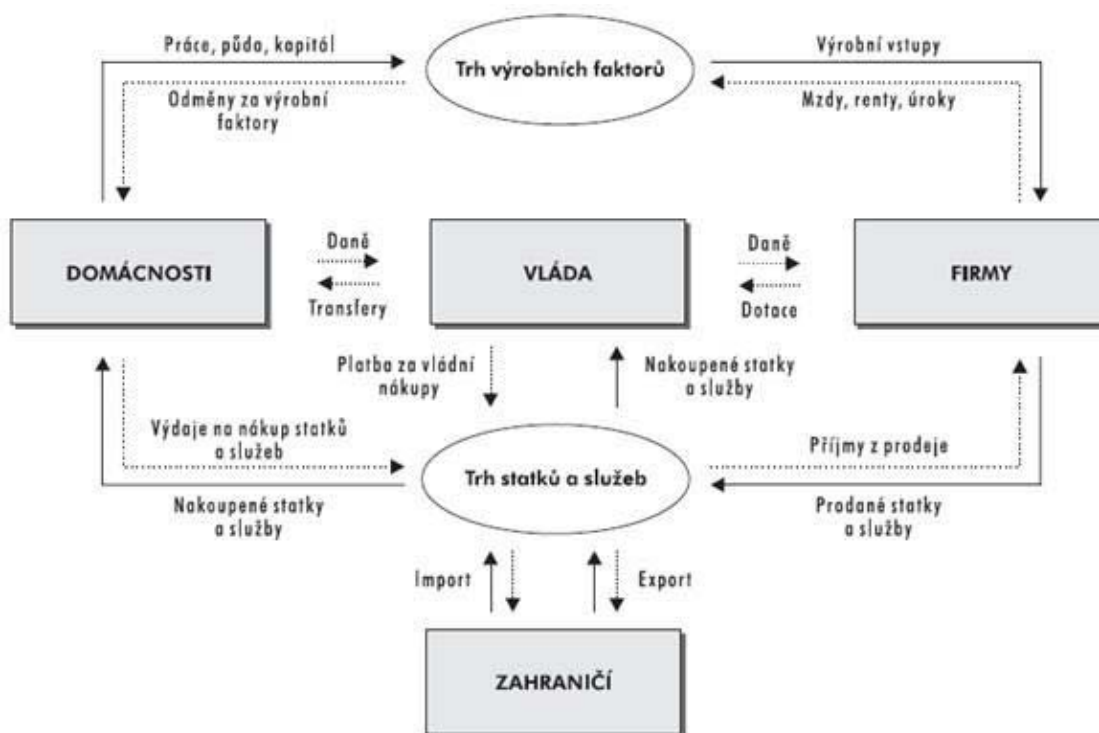 Práce, půda, kapitál
Trh výrobních faktorů
Výrobní vstupy
Odměny za výrobní
faktory
Mzdy, renty, úroky
DOMÁCNOSTI
Daně
Transfery
VLÁDA
Daně
Dotace
FIRMY
Platba za vládní
nákupy
Nakoupené statky
a služby
Výdaje na nákup statků
a služeb
Trh statků a služeb
Příjmy z prodeje
Nakoupené statky
a služby
Prodané statky
a služby
Import
Export
ZAHRANIČÍ